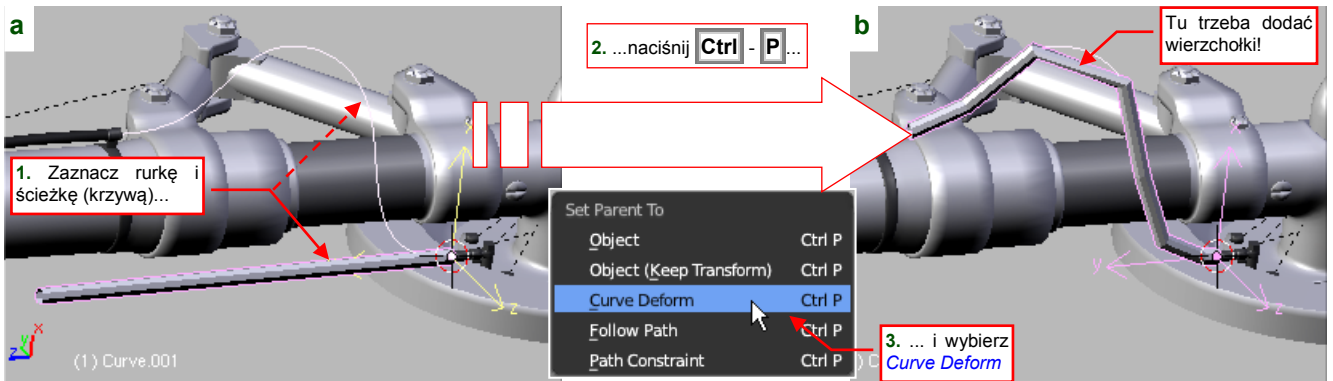 a
1. Zaznacz rurkę i
ścieżkę (krzywą)...
z
y
x
(1) Curve.001
x
z
2. ...naciśnij Ctrl - P...
Set Parent To
Object Ctrl P
Object (Keep Transform) Ctrl P
Curve Deform Ctrl P
Follow Path Ctrl P
Path Constraint Ctrl P
b
Tu trzeba dodać
wierzchołki!
x
y
z
3. ... i wybierz
Curve Deform